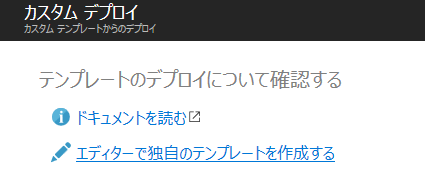 カスタム デプロイ
カスタム テンプレートからのデプロイ
テンプレートのデプロイについて確認する
ドキュメントを読む
エディターで独自のテンプレートを作成する